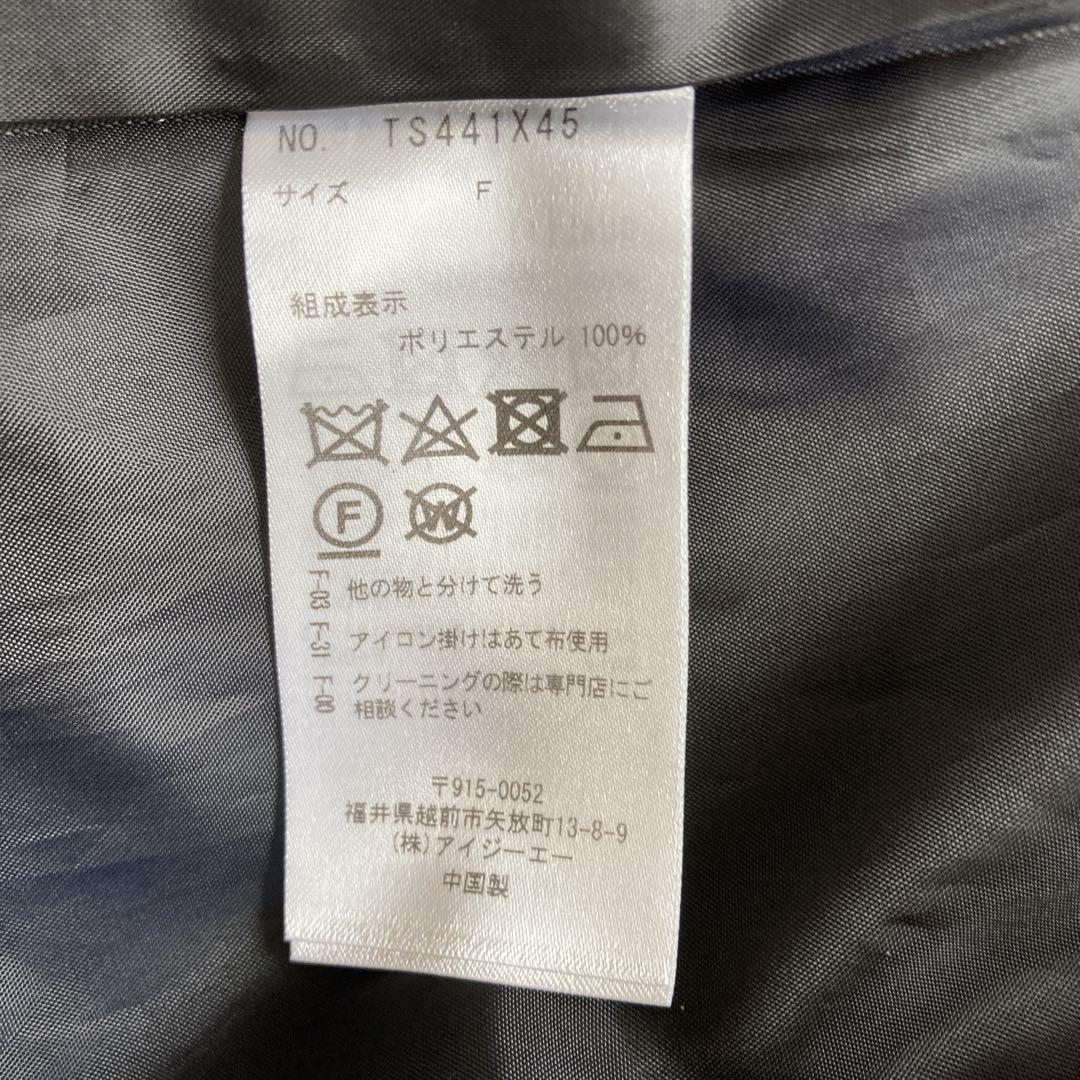 NO. TS441X45
サイズ F
組成表示
ポリエステル 100%
F W
F-03 他の物と分けて洗う
F-31 アイロン掛けはあて布使用
F-00 クリーニングの際は専門店にご
相談ください
〒915-0052
福井県越前市矢放町13-8-9
(株)アイジーエー
中国製